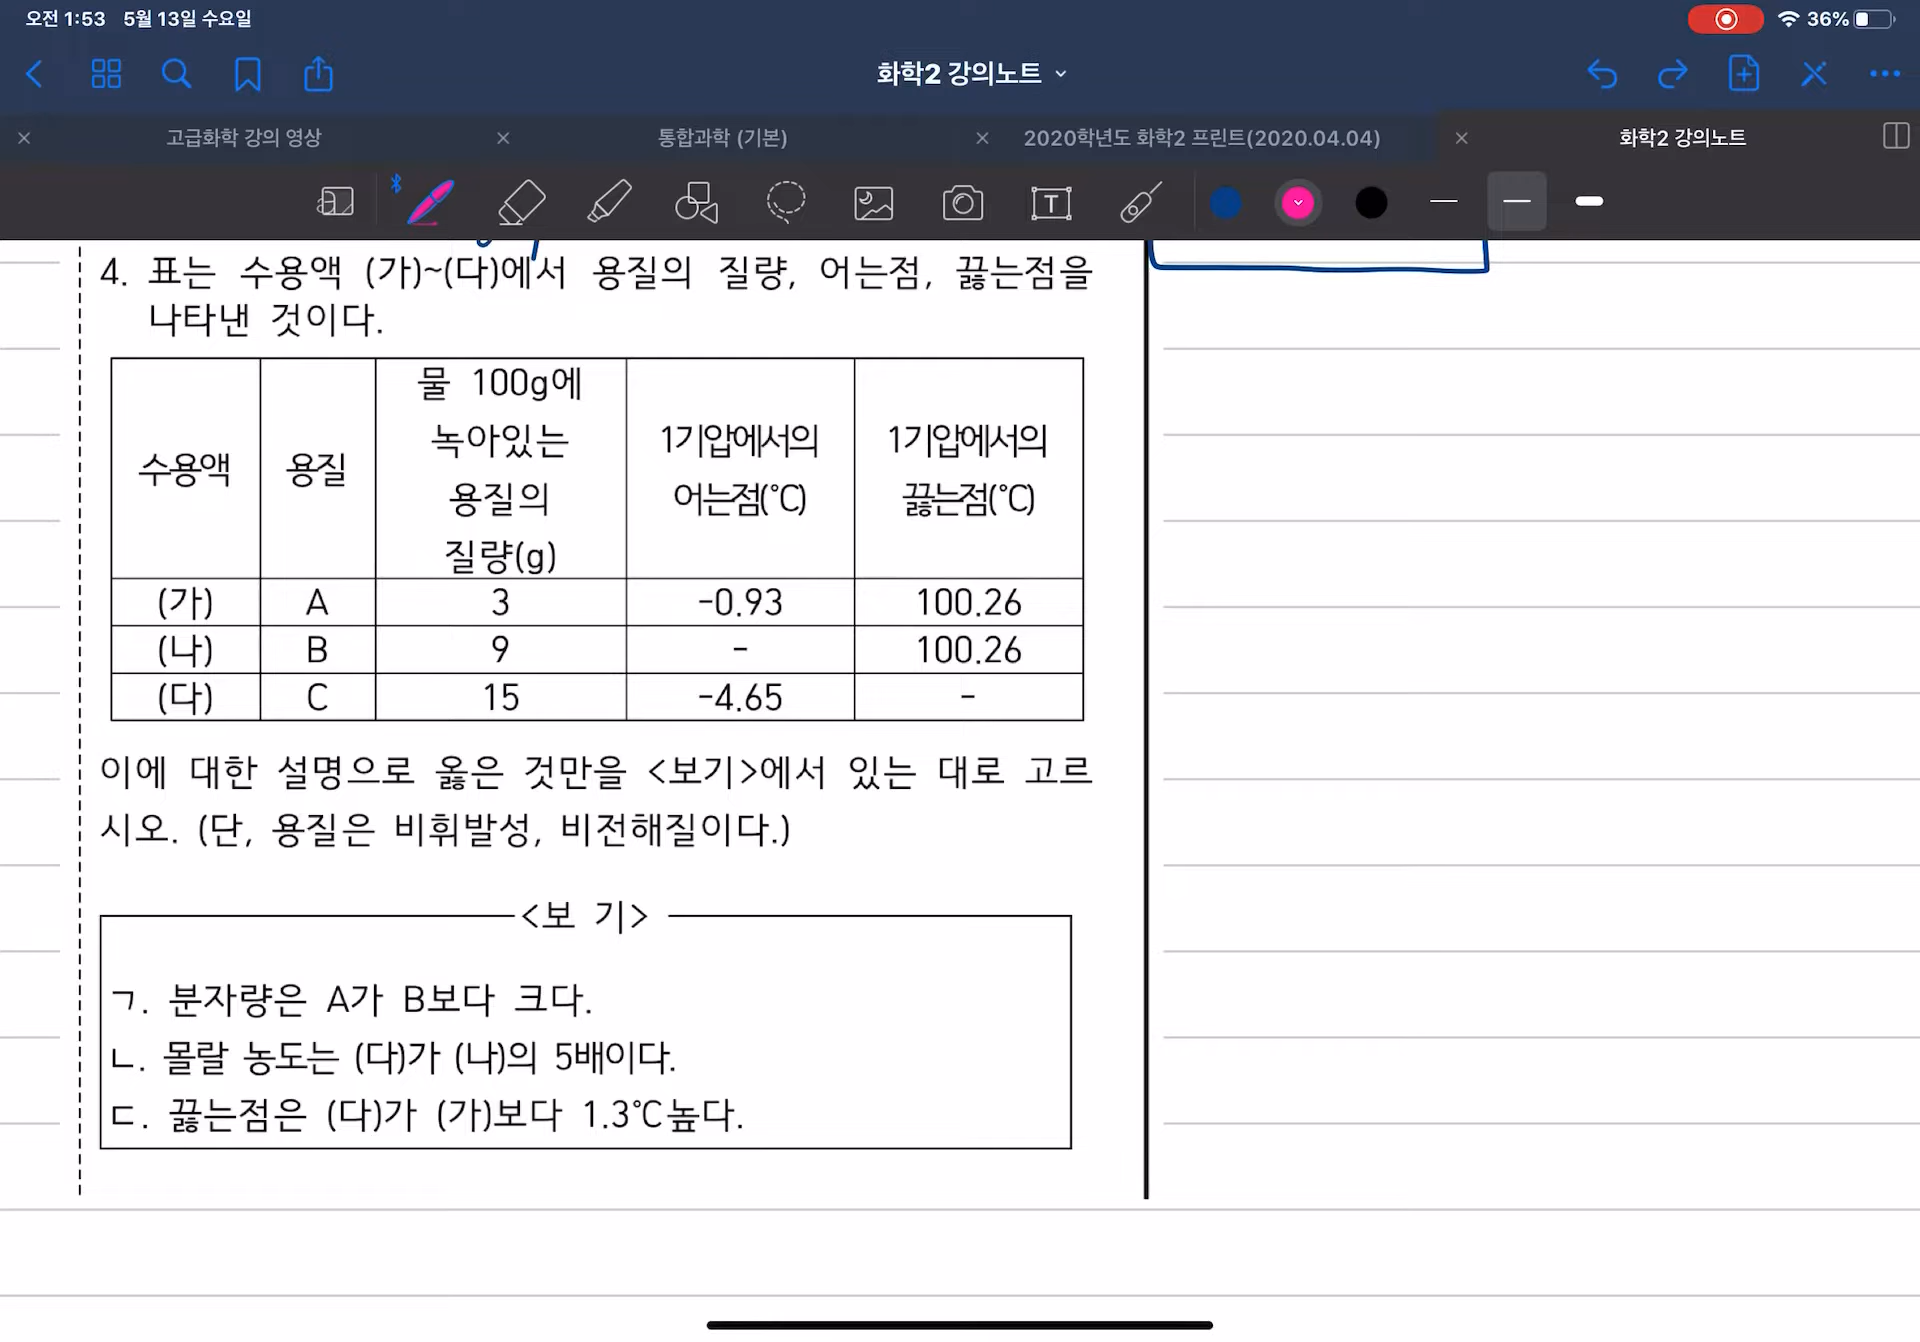 오전 1:53 5월 13일 수요일
36%
화학2 강의노트
고급화학 강의 영상
통합과학 (기본)
2020학년도 화학2 프린트(2020.04.04)
화학2 강의노트
4. 표는 수용액 (가)~(다)에서 용질의 질량, 어는점, 끓는점을
나타낸 것이다.
수용액 용질 물 100g에 녹아있는 용질의 질량(g) 1기압에서의 어는점(℃) 1기압에서의 끓는점(℃)
(가) A 3 -0.93 100.26
(나) B 9 - 100.26
(다) C 15 -4.65 -
이에 대한 설명으로 옳은 것만을 <보기>에서 있는 대로 고르
시오. (단, 용질은 비휘발성, 비전해질이다.)
<보 기>
ㄱ. 분자량은 A가 B보다 크다.
ㄴ. 몰랄 농도는 (다)가 (나)의 5배이다.
ㄷ. 끓는점은 (다)가 (가)보다 1.3℃높다.